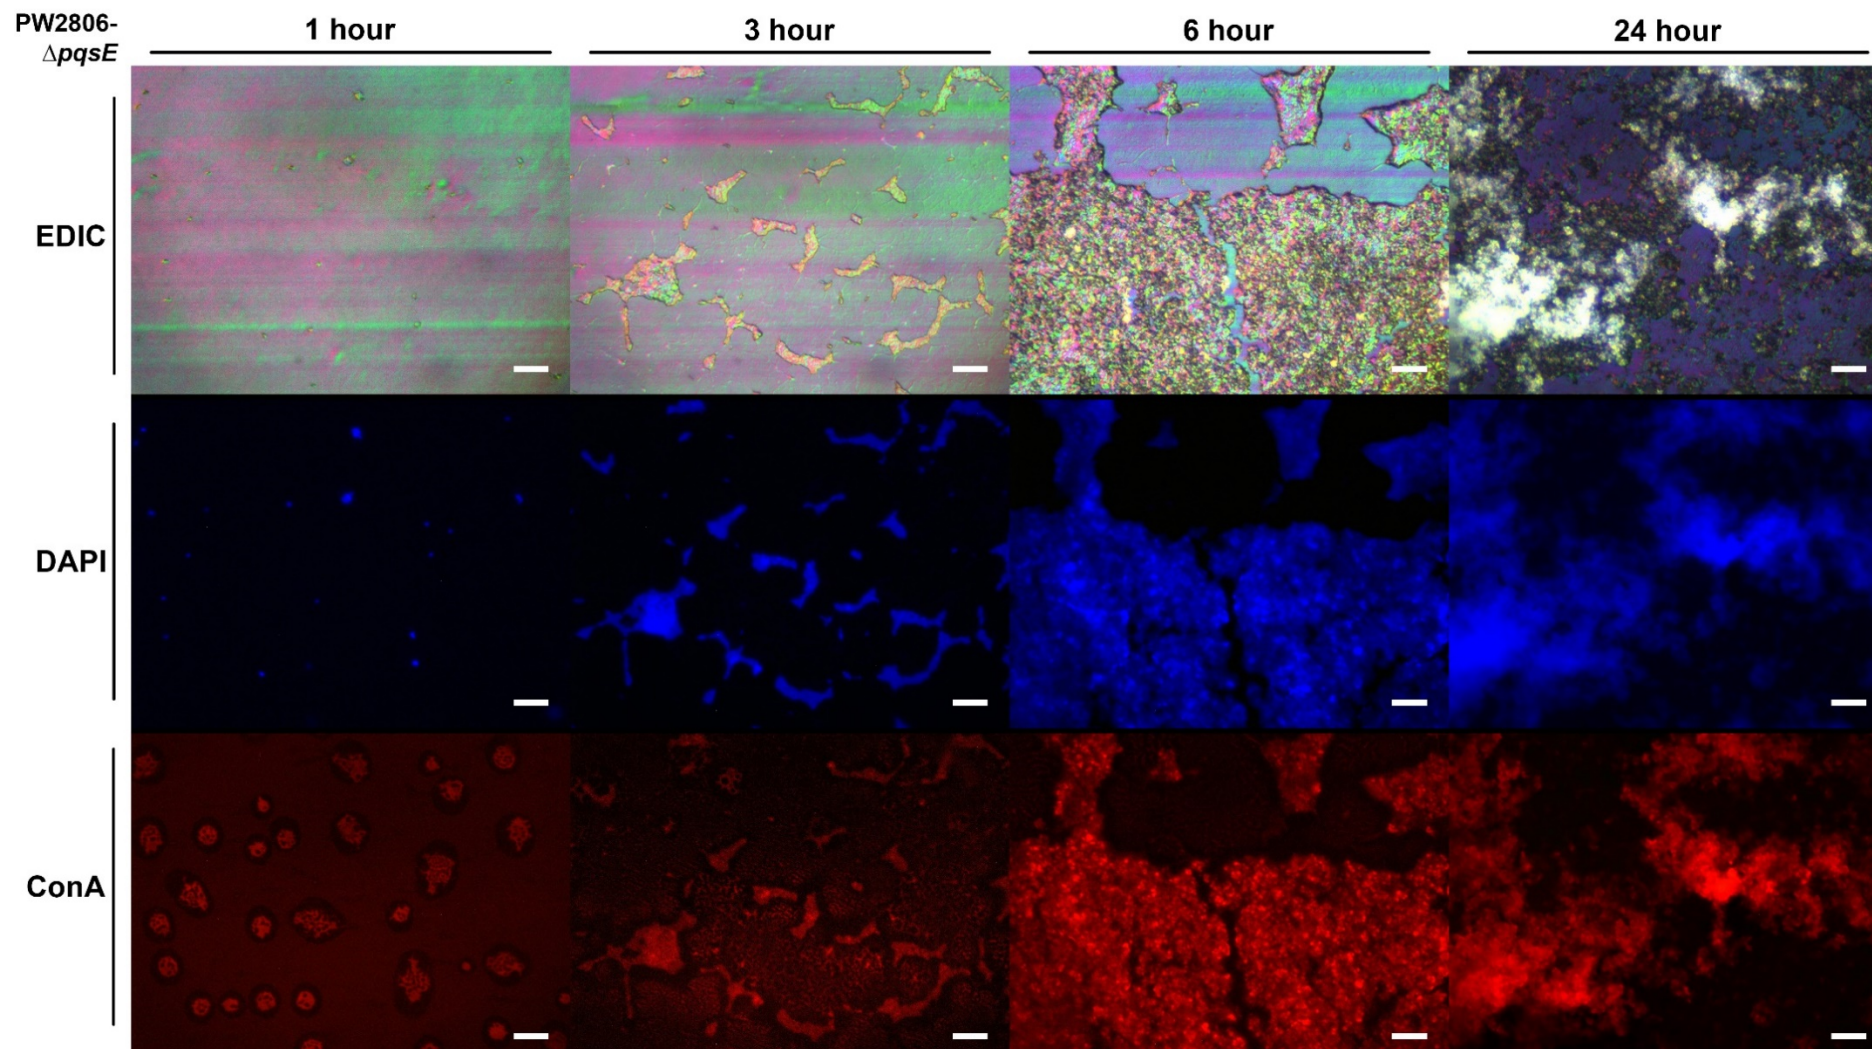 PW2806-
ΔpqsE
1 hour
3 hour
6 hour
24 hour
EDIC
DAPI
ConA